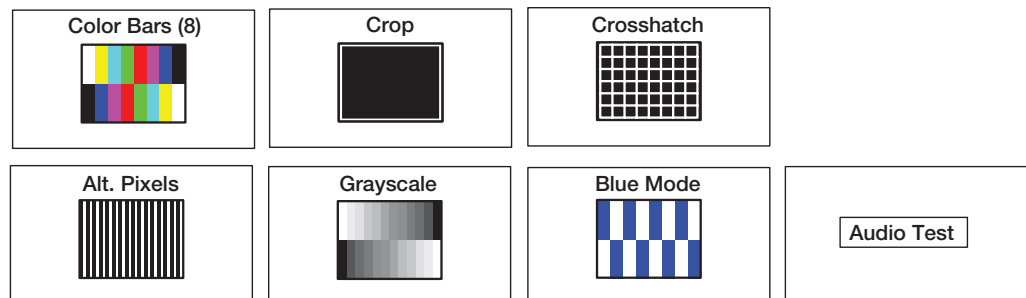 Color Bars (8)
Crop
Crosshatch
Alt. Pixels
Grayscale
Blue Mode
Audio Test